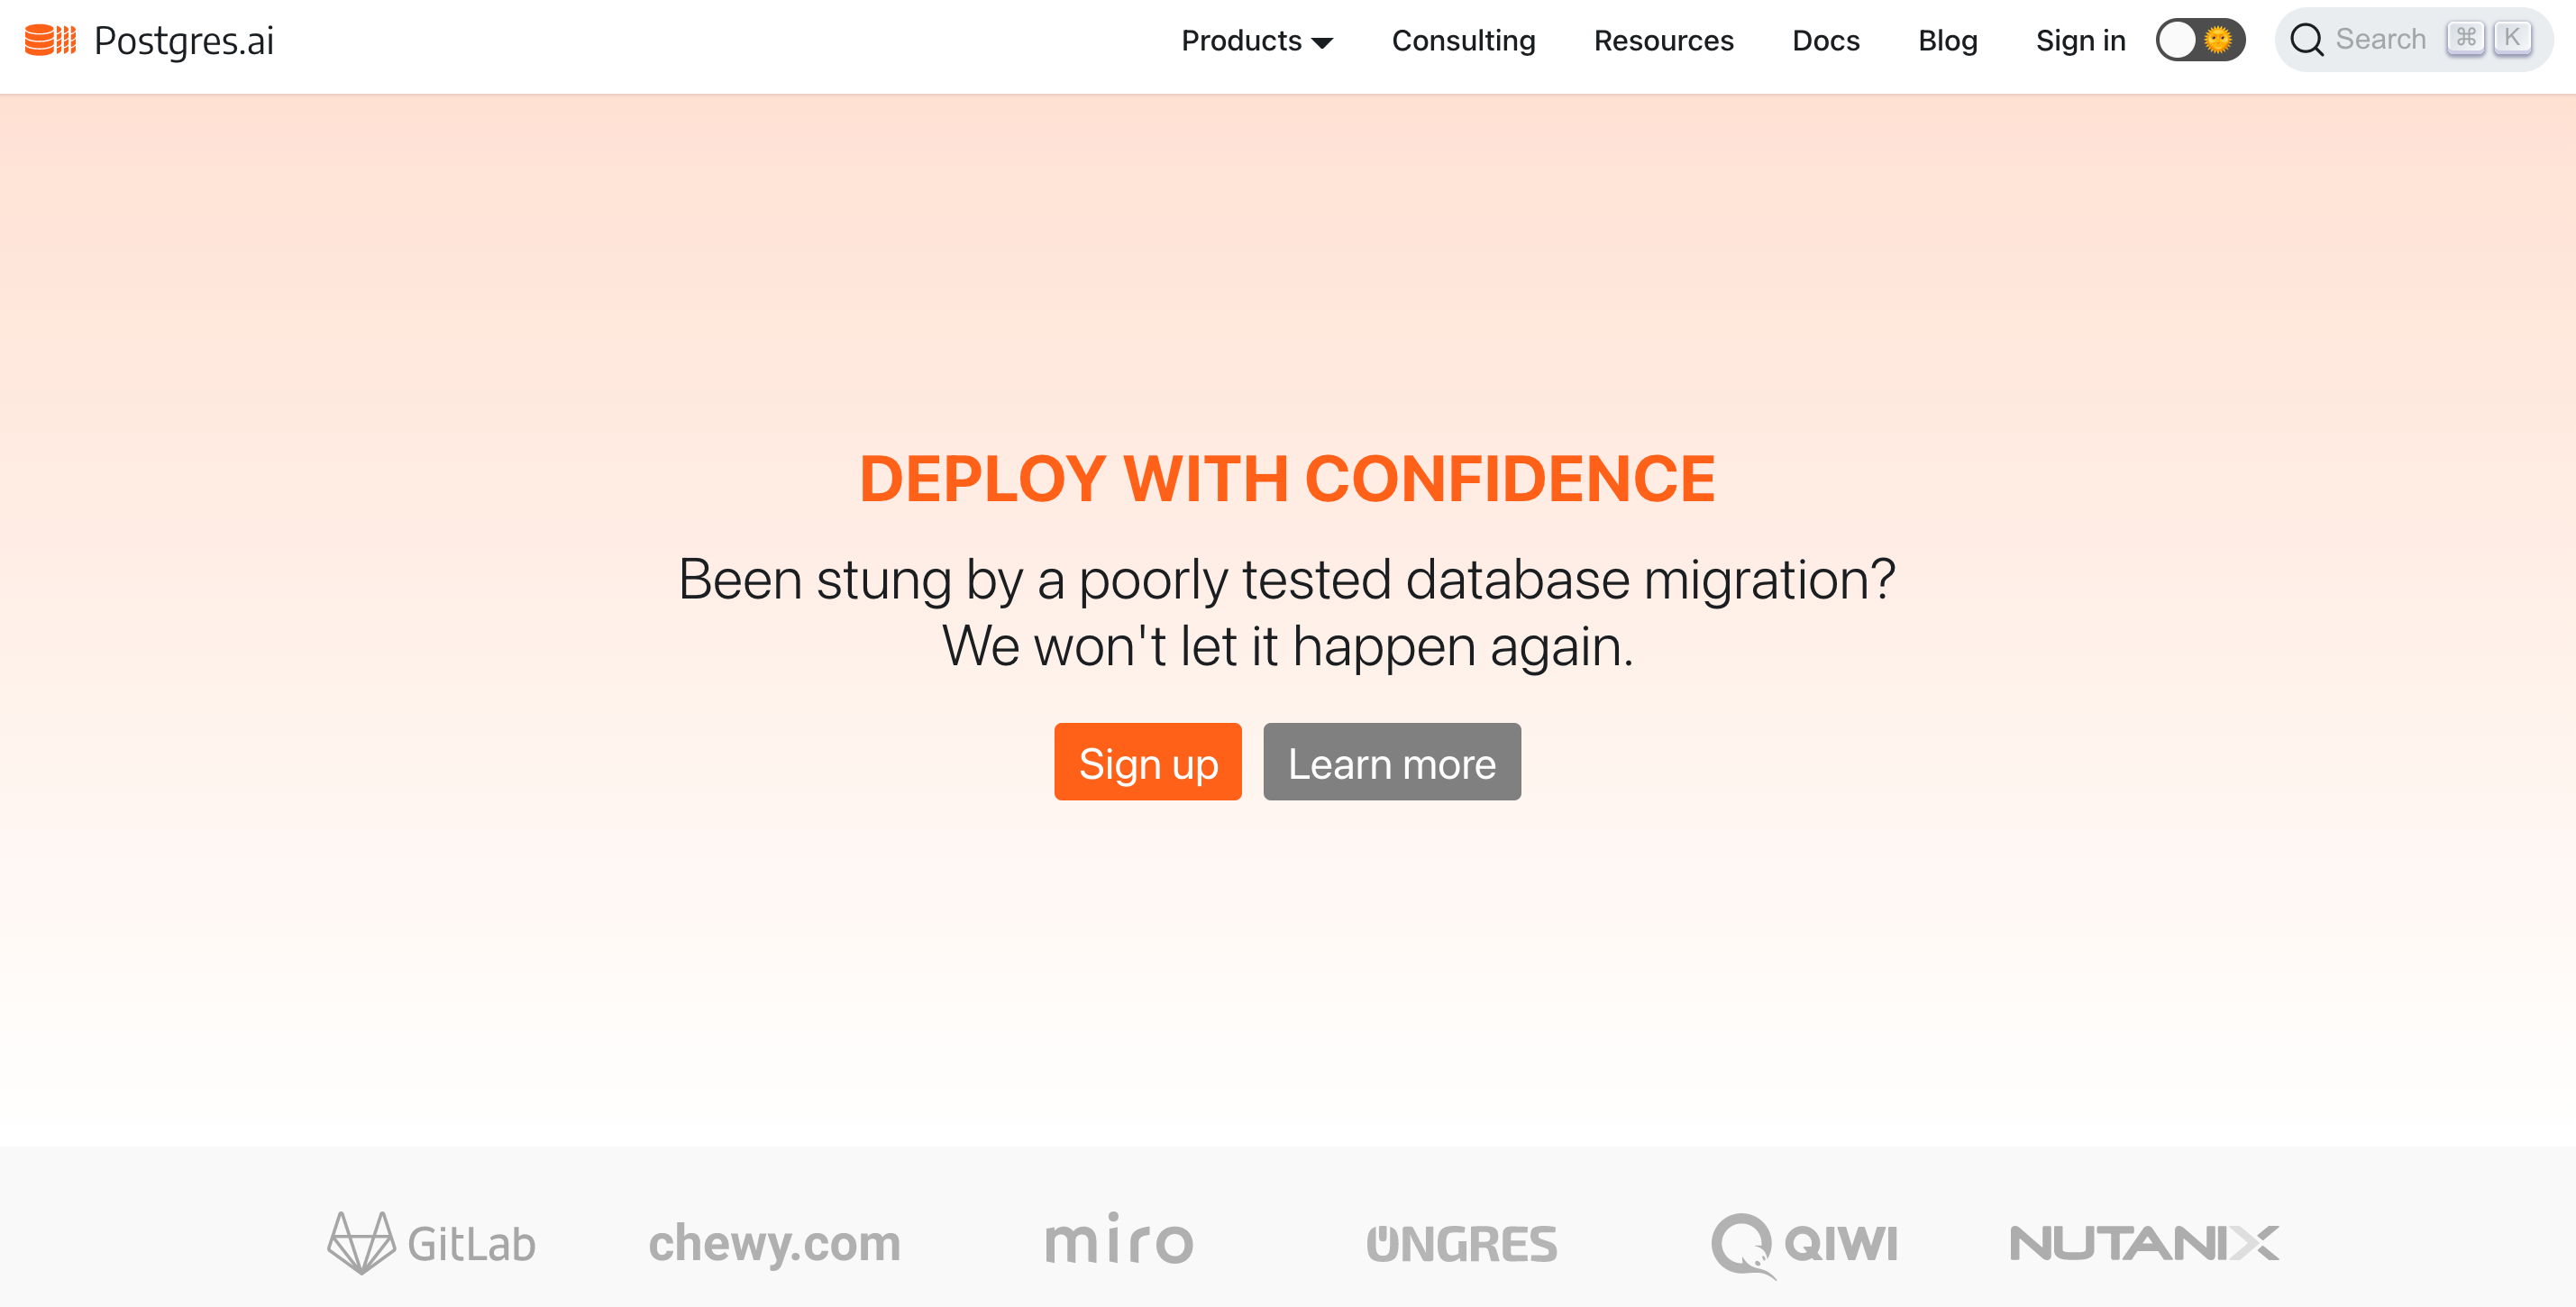 Postgres.ai
Products Consulting Resources Docs Blog Sign in Search ⌘ K
DEPLOY WITH CONFIDENCE
Been stung by a poorly tested database migration?
We won't let it happen again.
Sign up Learn more
GitLab chewy.com miro ONGRES QIWI NUTANIX